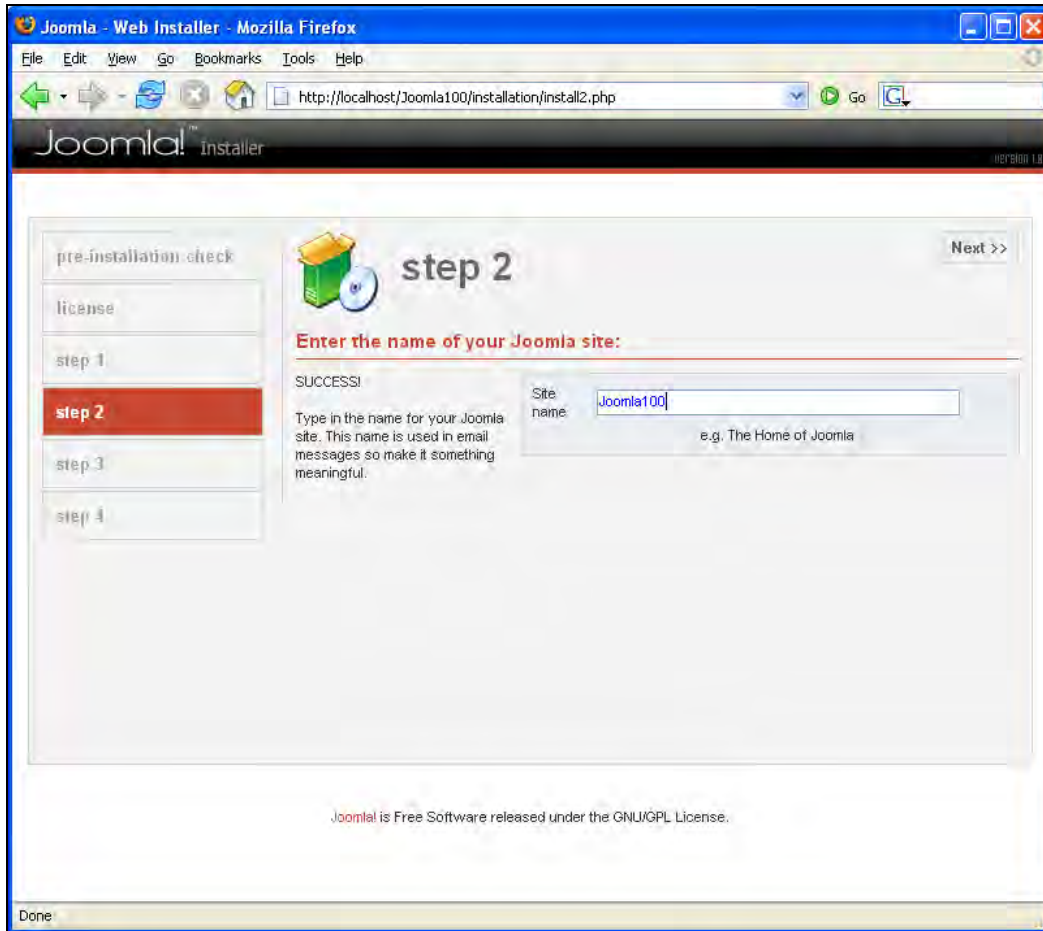 Joomla - Web Installer - Mozilla Firefox
File Edit View Go Bookmarks Tools Help
http://localhost/Joomla100/installation/install2.php
Go
G
Joomla!™ Installer
version 1.0
pre-installation check
license
step 1
step 2
step 3
step 4
step 2
Next >>
Enter the name of your Joomla site:
SUCCESS!
Type in the name for your Joomla
site. This name is used in email
messages so make it something
meaningful.
Site
name
Joomla100
e.g. The Home of Joomla
Joomla! is Free Software released under the GNU/GPL License.
Done